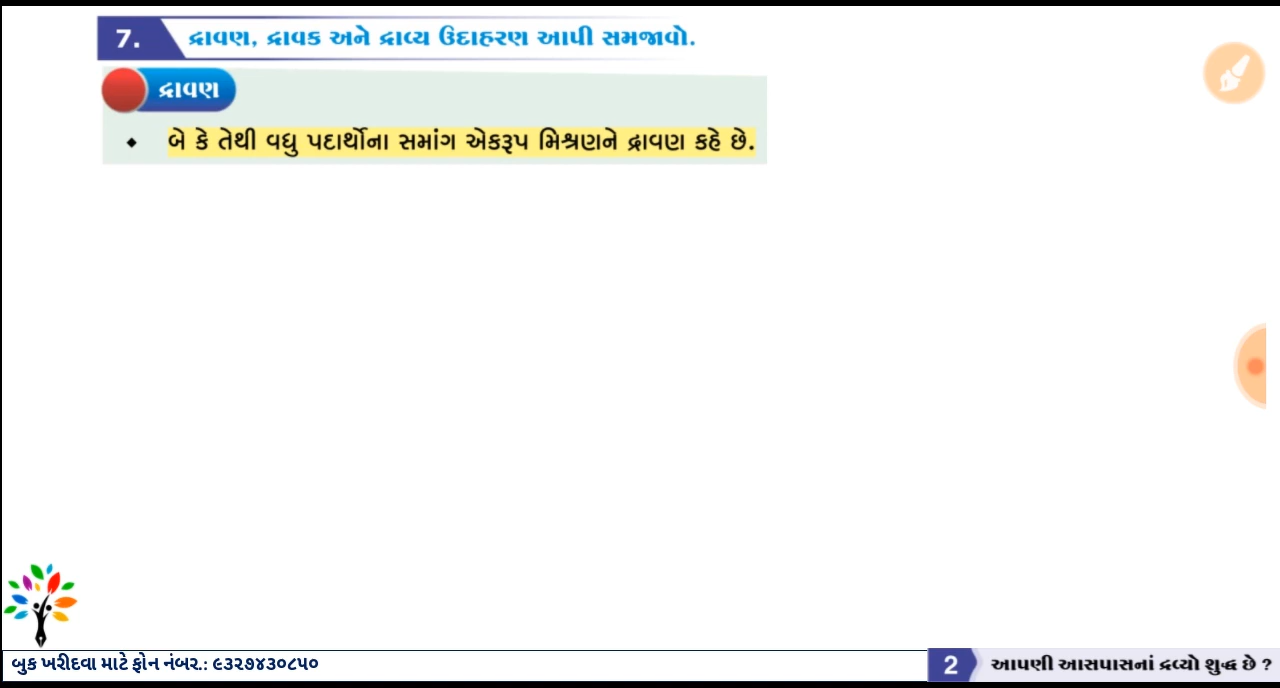 7. દ્રાવણ, દ્રાવક અને દ્રાવ્ય ઉદાહરણ આપી સમજાવો.
દ્રાવણ
◆ બે કે તેથી વધુ પદાર્થોના સમાંગ એકરૂપ મિશ્રણને દ્રાવણ કહે છે.
બુક ખરીદવા માટે ફોન નંબર.: ૯૩૨૭૪૩૦૮૫૦
2 આપણી આસપાસનાં દ્રવ્યો શુદ્ધ છે ?